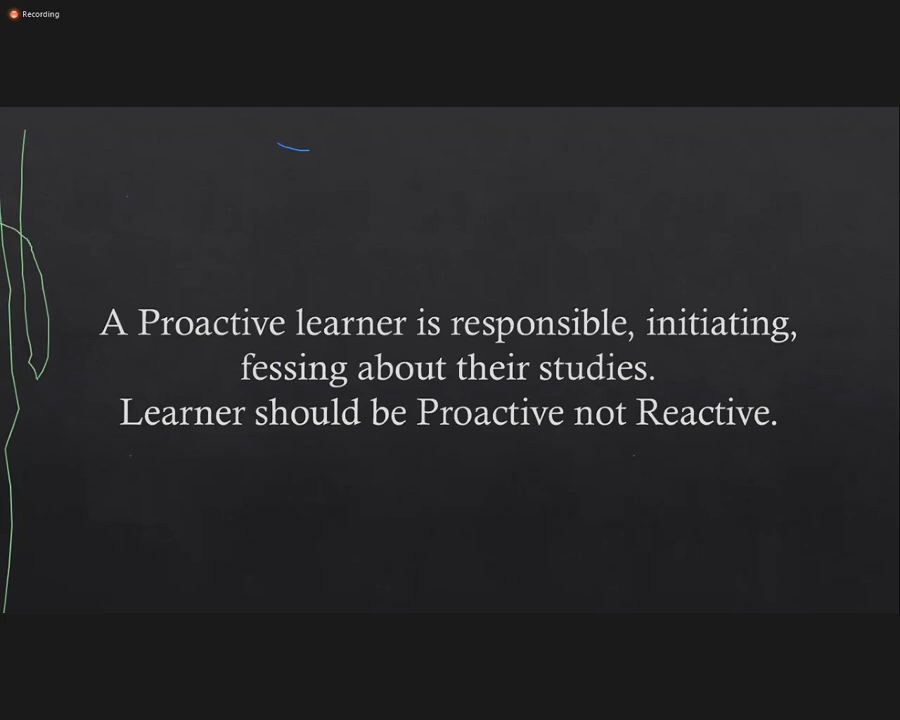 Recording
A Proactive learner is responsible, initiating,
fessing about their studies.
Learner should be Proactive not Reactive.